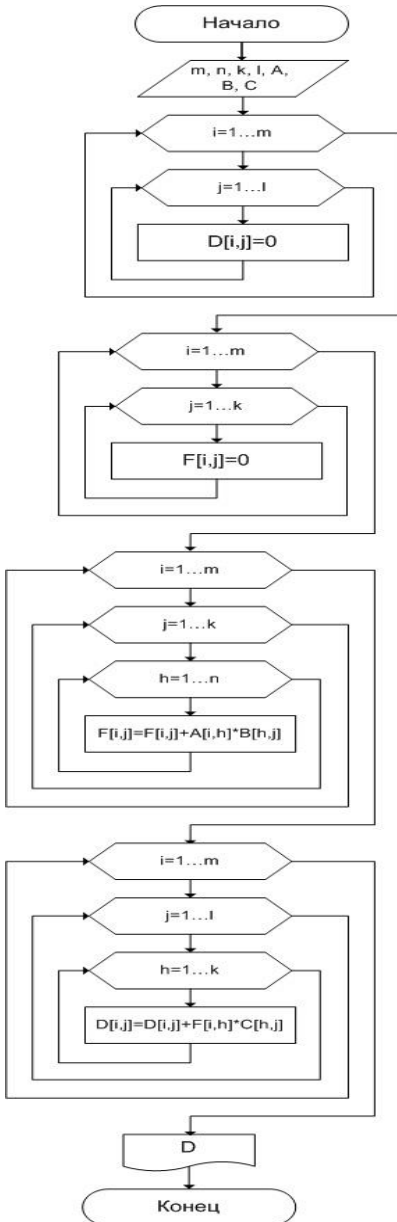 Начало
m, n, k, l, A,
B, C
i=1...m
j=1...l
D[i,j]=0
i=1...m
j=1...k
F[i,j]=0
i=1...m
j=1...k
h=1...n
F[i,j]=F[i,j]+A[i,h]*B[h,j]
i=1...m
j=1...l
h=1...k
D[i,j]=D[i,j]+F[i,h]*C[h,j]
D
Конец